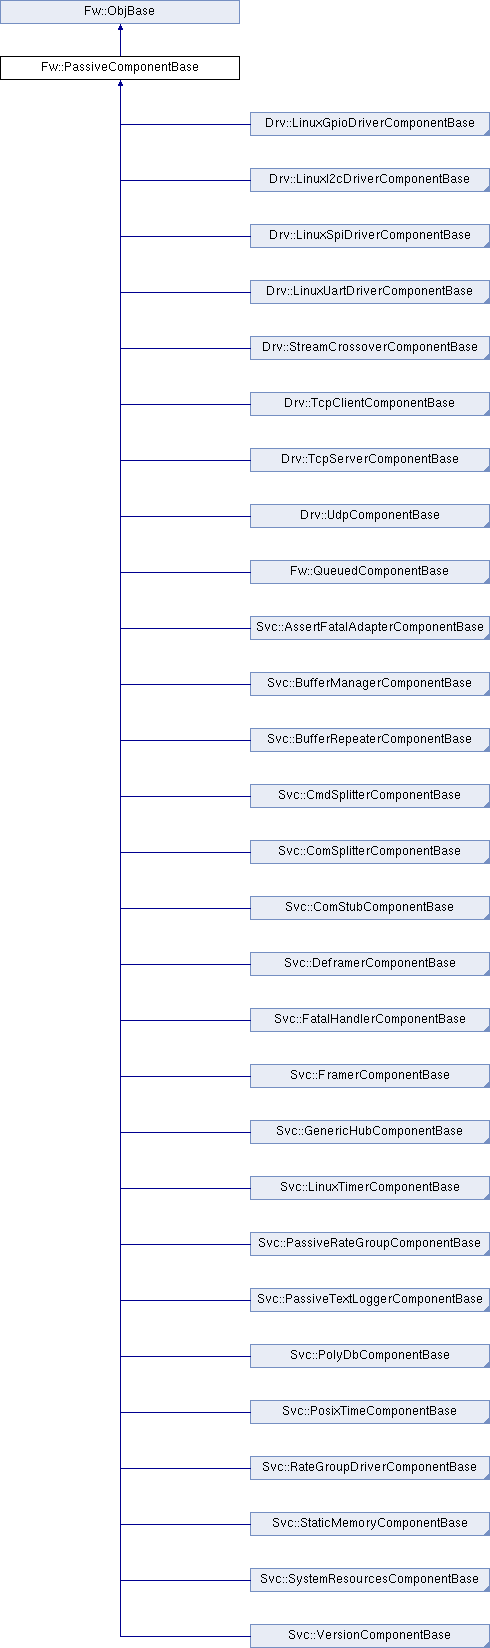 Fw::ObjBase
Fw::PassiveComponentBase
Drv::LinuxGpioDriverComponentBase
Drv::LinuxI2cDriverComponentBase
Drv::LinuxSpiDriverComponentBase
Drv::LinuxUartDriverComponentBase
Drv::StreamCrossoverComponentBase
Drv::TcpClientComponentBase
Drv::TcpServerComponentBase
Drv::UdpComponentBase
Fw::QueuedComponentBase
Svc::AssertFatalAdapterComponentBase
Svc::BufferManagerComponentBase
Svc::BufferRepeaterComponentBase
Svc::CmdSplitterComponentBase
Svc::ComSplitterComponentBase
Svc::ComStubComponentBase
Svc::DeframerComponentBase
Svc::FatalHandlerComponentBase
Svc::FramerComponentBase
Svc::GenericHubComponentBase
Svc::LinuxTimerComponentBase
Svc::PassiveRateGroupComponentBase
Svc::PassiveTextLoggerComponentBase
Svc::PolyDbComponentBase
Svc::PosixTimeComponentBase
Svc::RateGroupDriverComponentBase
Svc::StaticMemoryComponentBase
Svc::SystemResourcesComponentBase
Svc::VersionComponentBase